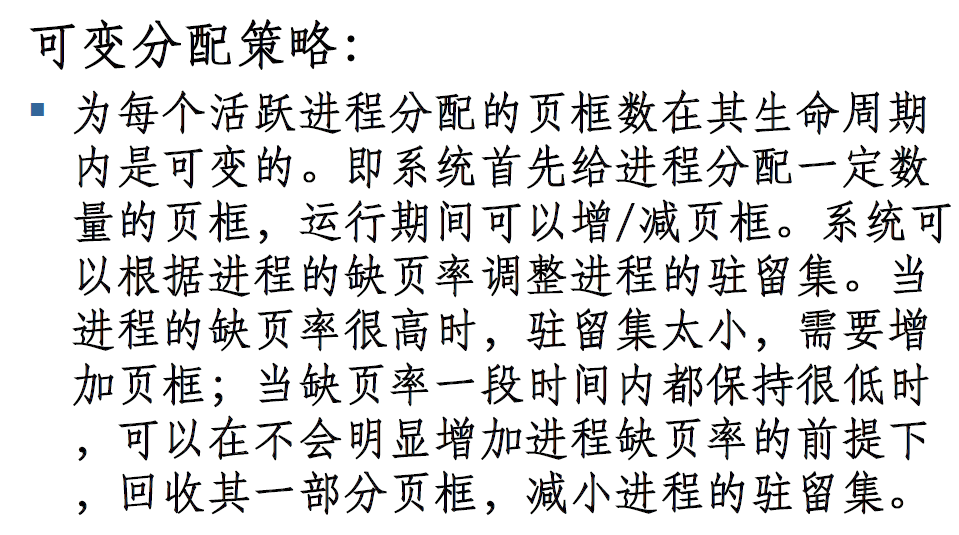 可变分配策略：
▪ 为每个活跃进程分配的页框数在其生命周期
内是可变的。即系统首先给进程分配一定数
量的页框，运行期间可以增/减页框。系统可
以根据进程的缺页率调整进程的驻留集。当
进程的缺页率很高时，驻留集太小，需要增
加页框；当缺页率一段时间内都保持很低时
，可以在不会明显增加进程缺页率的前提下
，回收其一部分页框，减小进程的驻留集。